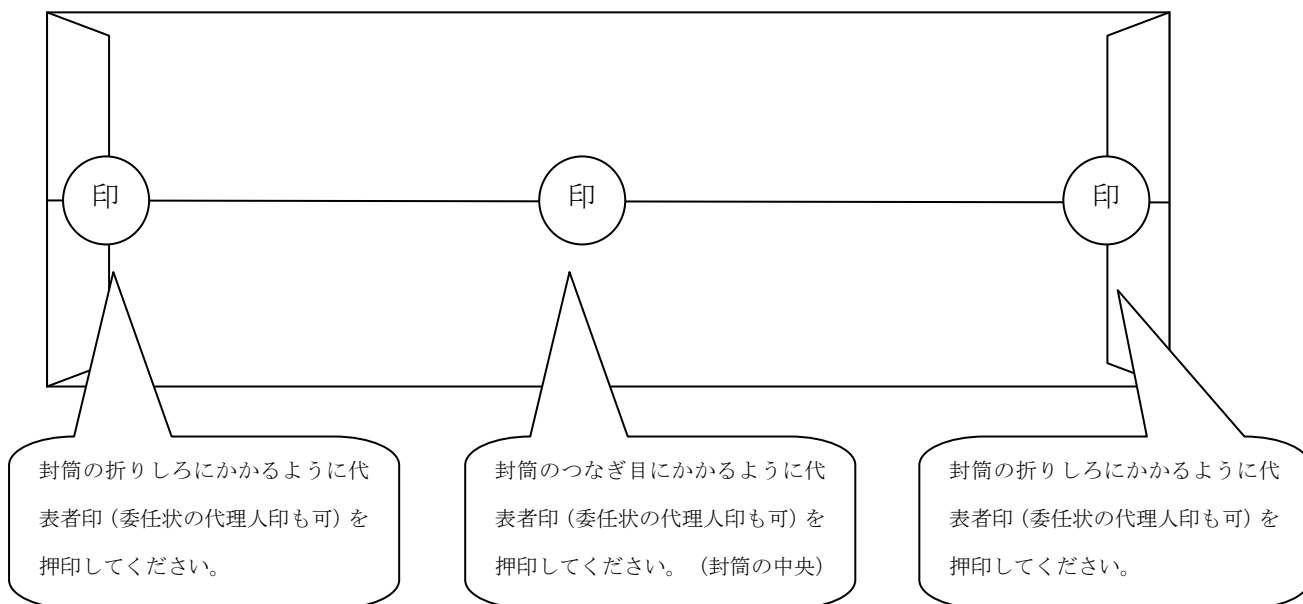 印
印
印
封筒の折りしろにかかるように代
表者印（委任状の代理人印も可）を
押印してください。
封筒のつなぎ目にかかるように代
表者印（委任状の代理人印も可）を
押印してください。（封筒の中央）
封筒の折りしろにかかるように代
表者印（委任状の代理人印も可）を
押印してください。